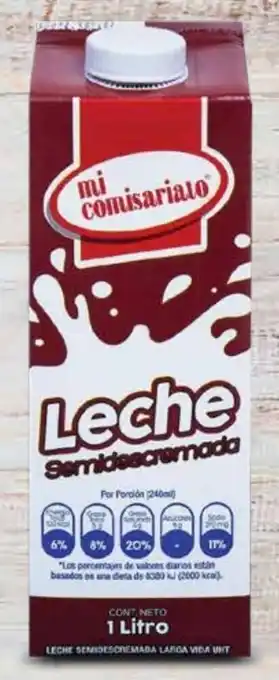 mi
comisariato®
Leche
Semidescremada
Por Porción (240ml)
6% 8% 20% - 11%
*Los porcentajes de valores diarios están
basados en una dieta de 8380 kJ (2000 kcal).
CONT. NETO
1 Litro
LECHE SEMIDESCREMADA LARGA VIDA UHT